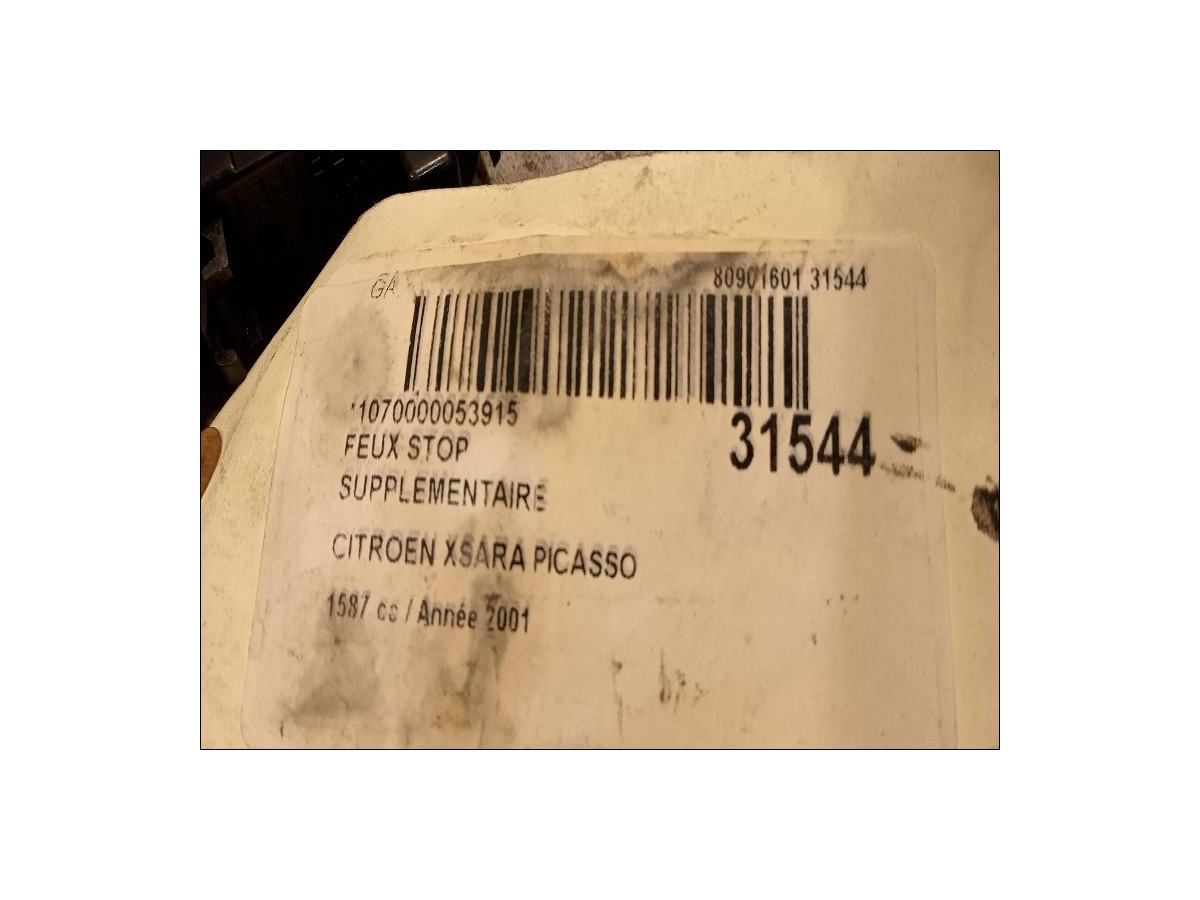 GA
80901601 31544
*1070000053915
31544
FEUX STOP
SUPPLEMENTAIRE
CITROEN XSARA PICASSO
1587 cc / Année 2001